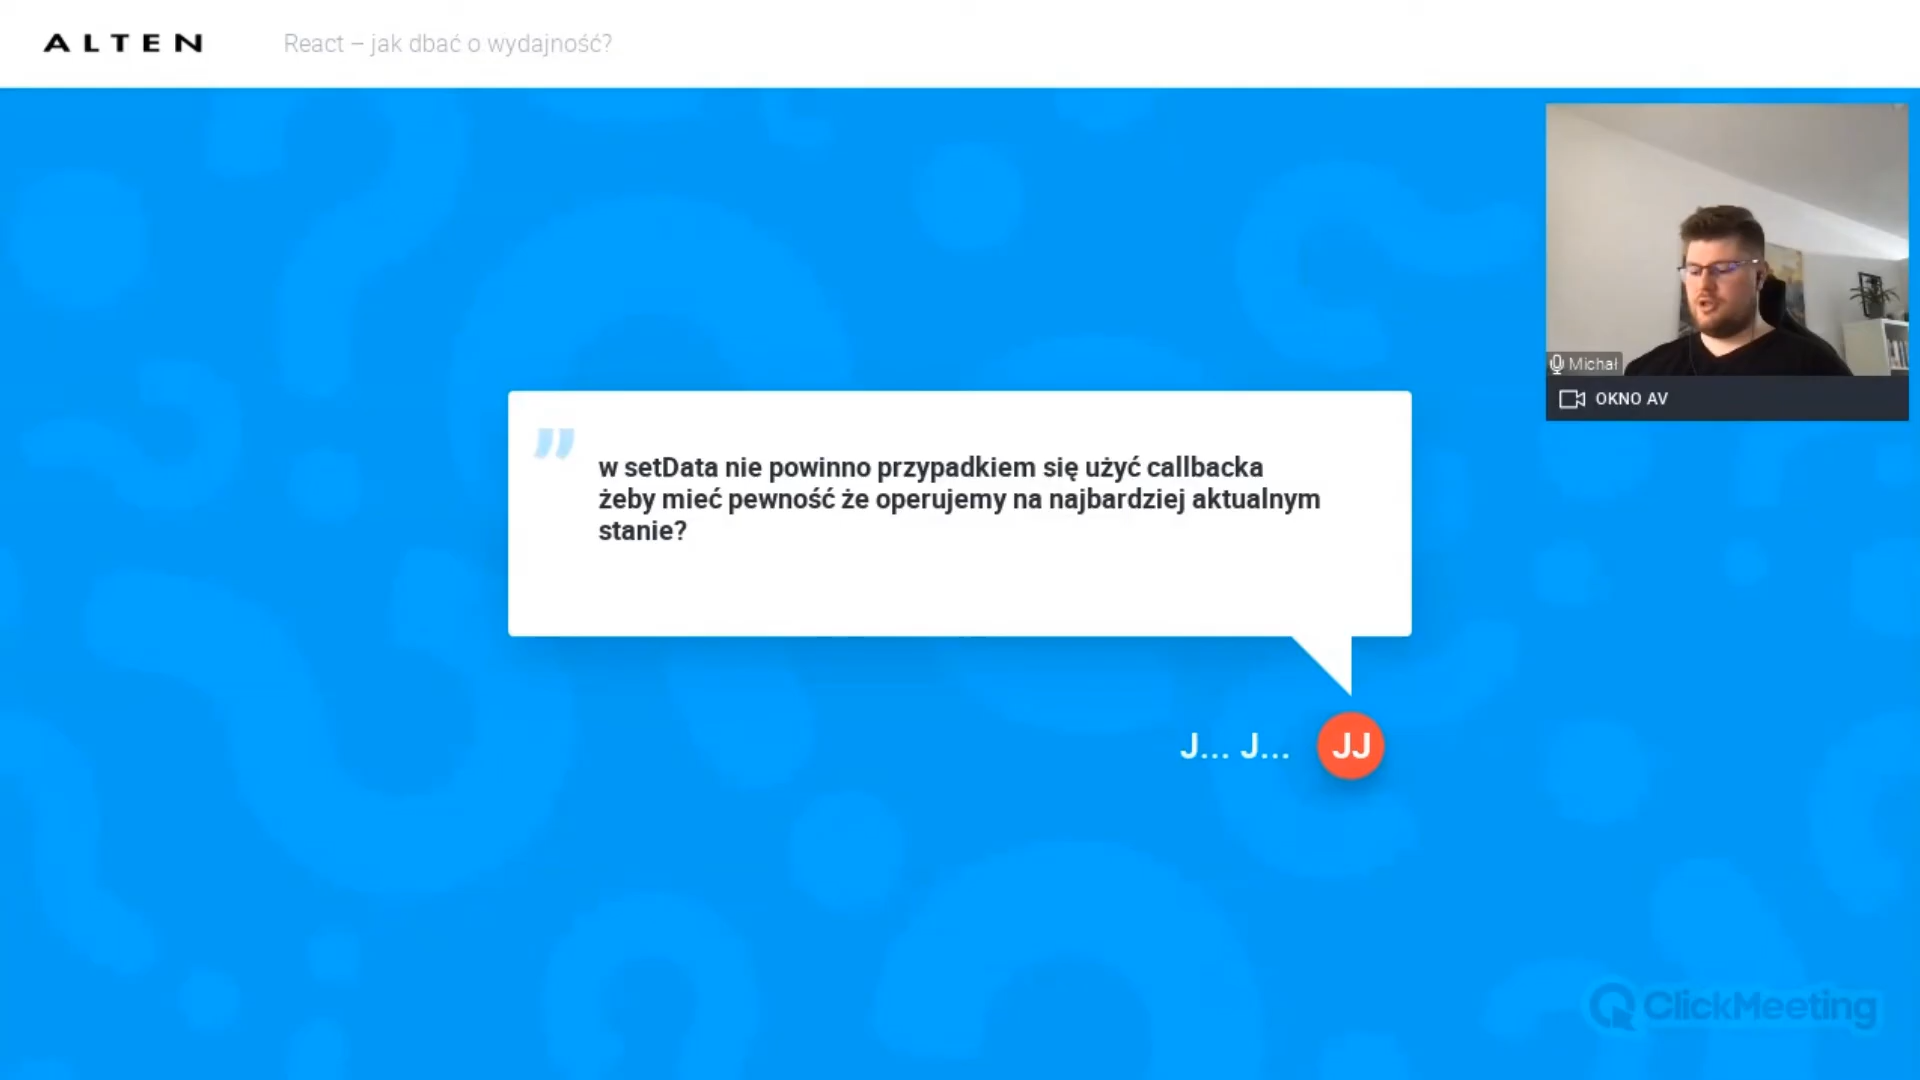 ALTEN
React – jak dbać o wydajność?
Michał
OKNO AV
” w setData nie powinno przypadkiem się użyć callbacka
żeby mieć pewność że operujemy na najbardziej aktualnym
stanie?
J... J... JJ
ClickMeeting